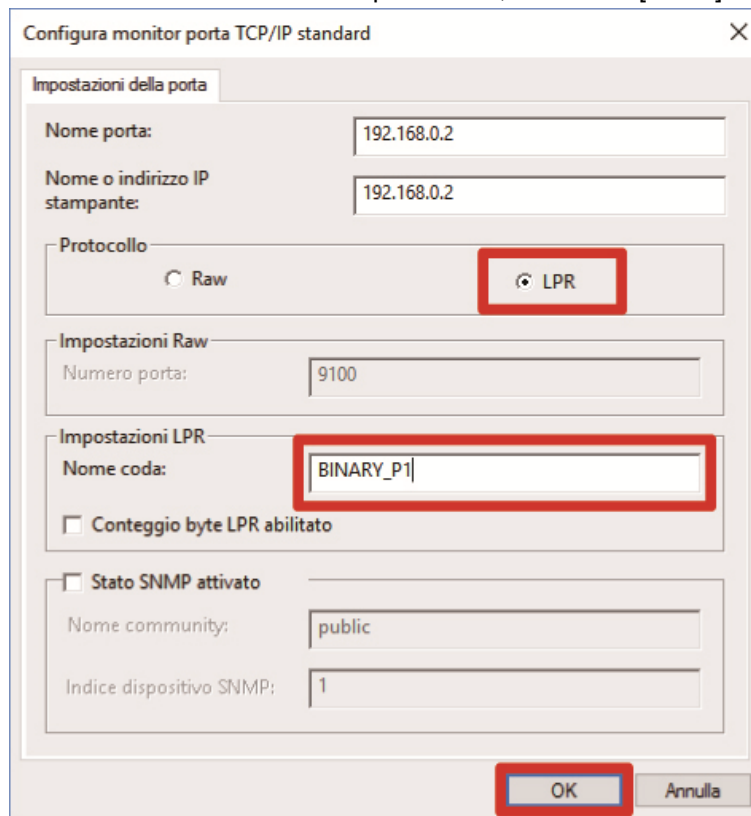 Configura monitor porta TCP/IP standard
Impostazioni della porta
Nome porta: 192.168.0.2
Nome o indirizzo IP
stampante: 192.168.0.2
Protocollo
Raw LPR
Impostazioni Raw
Numero porta: 9100
Impostazioni LPR
Nome coda: BINARY_P1
Conteggio byte LPR abilitato
Stato SNMP attivato
Nome community: public
Indice dispositivo SNMP: 1
OK Annulla